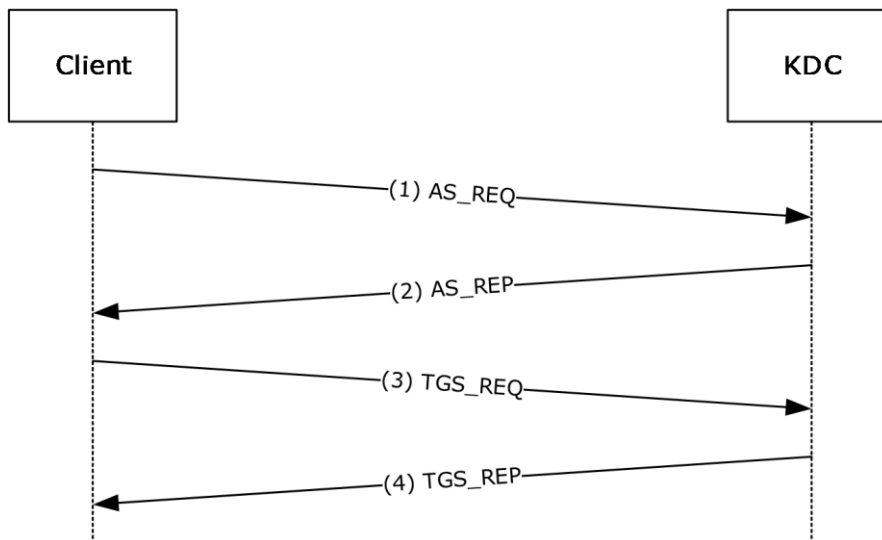 Client
KDC
(1) AS_REQ
(2) AS_REP
(3) TGS_REQ
(4) TGS_REP